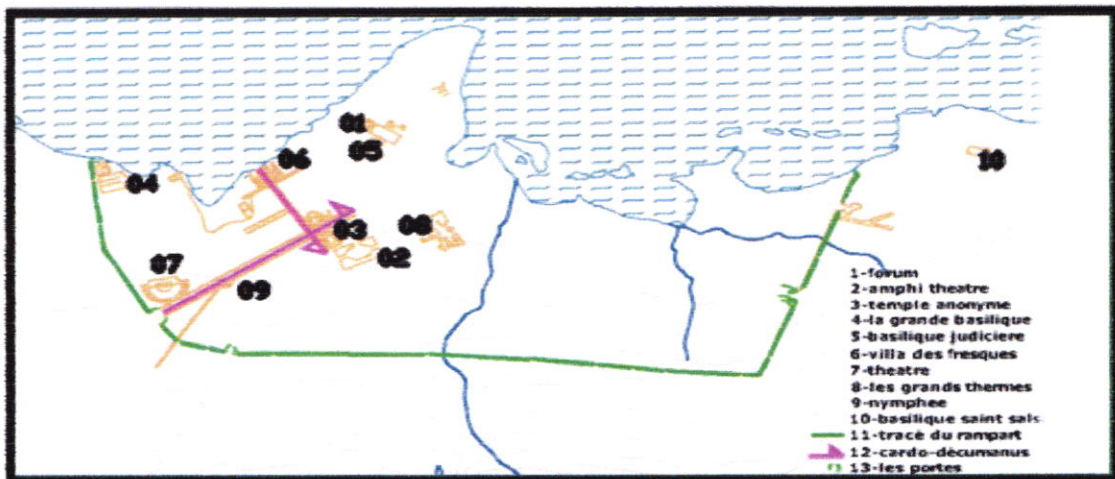 01
05
06
04
10
03
08
02
07
09
1-forum
2-amphi theatre
3-temple anonyme
4-la grande basilique
5-basilique judiciere
6-villa des fresques
7-theatre
8-les grands thermes
9-nymphee
10-basilique saint sals
11-tracé du rampart
12-cardo-décumanus
13-les portes